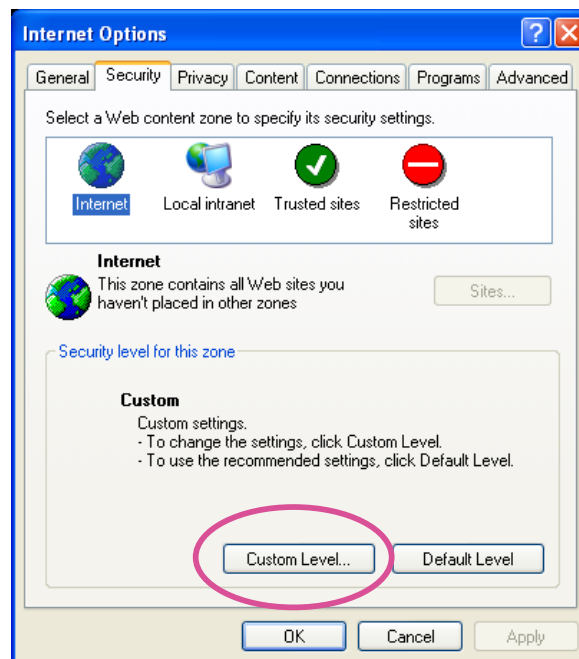 Internet Options
General Security Privacy Content Connections Programs Advanced
Select a Web content zone to specify its security settings.
Internet Local intranet Trusted sites Restricted sites
Internet
This zone contains all Web sites you
haven't placed in other zones
Sites...
Security level for this zone
Custom
Custom settings.
- To change the settings, click Custom Level.
- To use the recommended settings, click Default Level.
Custom Level... Default Level
OK Cancel Apply